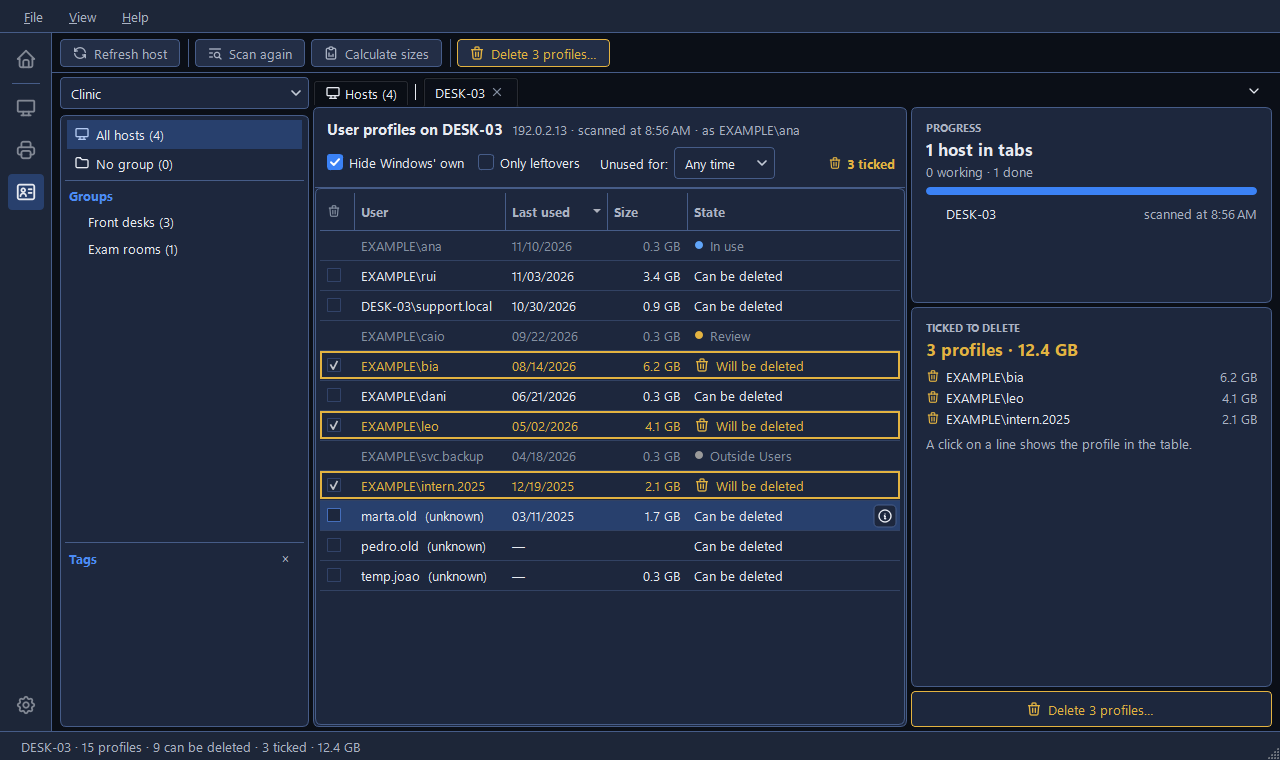 File View Help
Refresh host Scan again Calculate sizes Delete 3 profiles...
Clinic
All hosts (4)
No group (0)
Groups
Front desks (3)
Exam rooms (1)
Tags ×
Hosts (4) DESK-03
User profiles on DESK-03 192.0.2.13 · scanned at 8:56 AM · as EXAMPLE\ana
Hide Windows' own Only leftovers Unused for: Any time 3 ticked
User Last used Size State
EXAMPLE\ana 11/10/2026 0.3 GB In use
EXAMPLE\rui 11/03/2026 3.4 GB Can be deleted
DESK-03\support.local 10/30/2026 0.9 GB Can be deleted
EXAMPLE\caio 09/22/2026 0.3 GB Review
EXAMPLE\bia 08/14/2026 6.2 GB Will be deleted
EXAMPLE\dani 06/21/2026 0.3 GB Can be deleted
EXAMPLE\leo 05/02/2026 4.1 GB Will be deleted
EXAMPLE\svc.backup 04/18/2026 0.3 GB Outside Users
EXAMPLE\intern.2025 12/19/2025 2.1 GB Will be deleted
marta.old (unknown) 03/11/2025 1.7 GB Can be deleted
pedro.old (unknown) — Can be deleted
temp.joao (unknown) — 0.3 GB Can be deleted
PROGRESS
1 host in tabs
0 working · 1 done
DESK-03 scanned at 8:56 AM
TICKED TO DELETE
3 profiles · 12.4 GB
EXAMPLE\bia 6.2 GB
EXAMPLE\leo 4.1 GB
EXAMPLE\intern.2025 2.1 GB
A click on a line shows the profile in the table.
Delete 3 profiles...
DESK-03 · 15 profiles · 9 can be deleted · 3 ticked · 12.4 GB